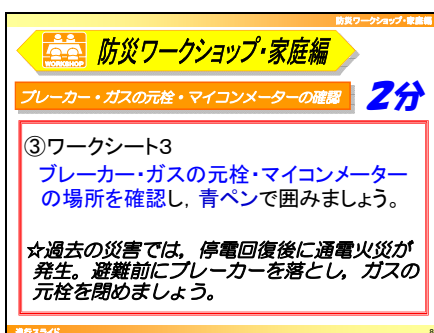 防災ワークショップ・家庭編
WORKSHOP
防災ワークショップ・家庭編
ブレーカー・ガスの元栓・マイコンメーターの確認
2分
③ワークシート3
ブレーカー・ガスの元栓・マイコンメーター
の場所を確認し，青ペンで囲みましょう。
☆過去の災害では，停電回復後に通電火災が
発生。避難前にブレーカーを落とし，ガスの
元栓を閉めましょう。
進行スライド
8